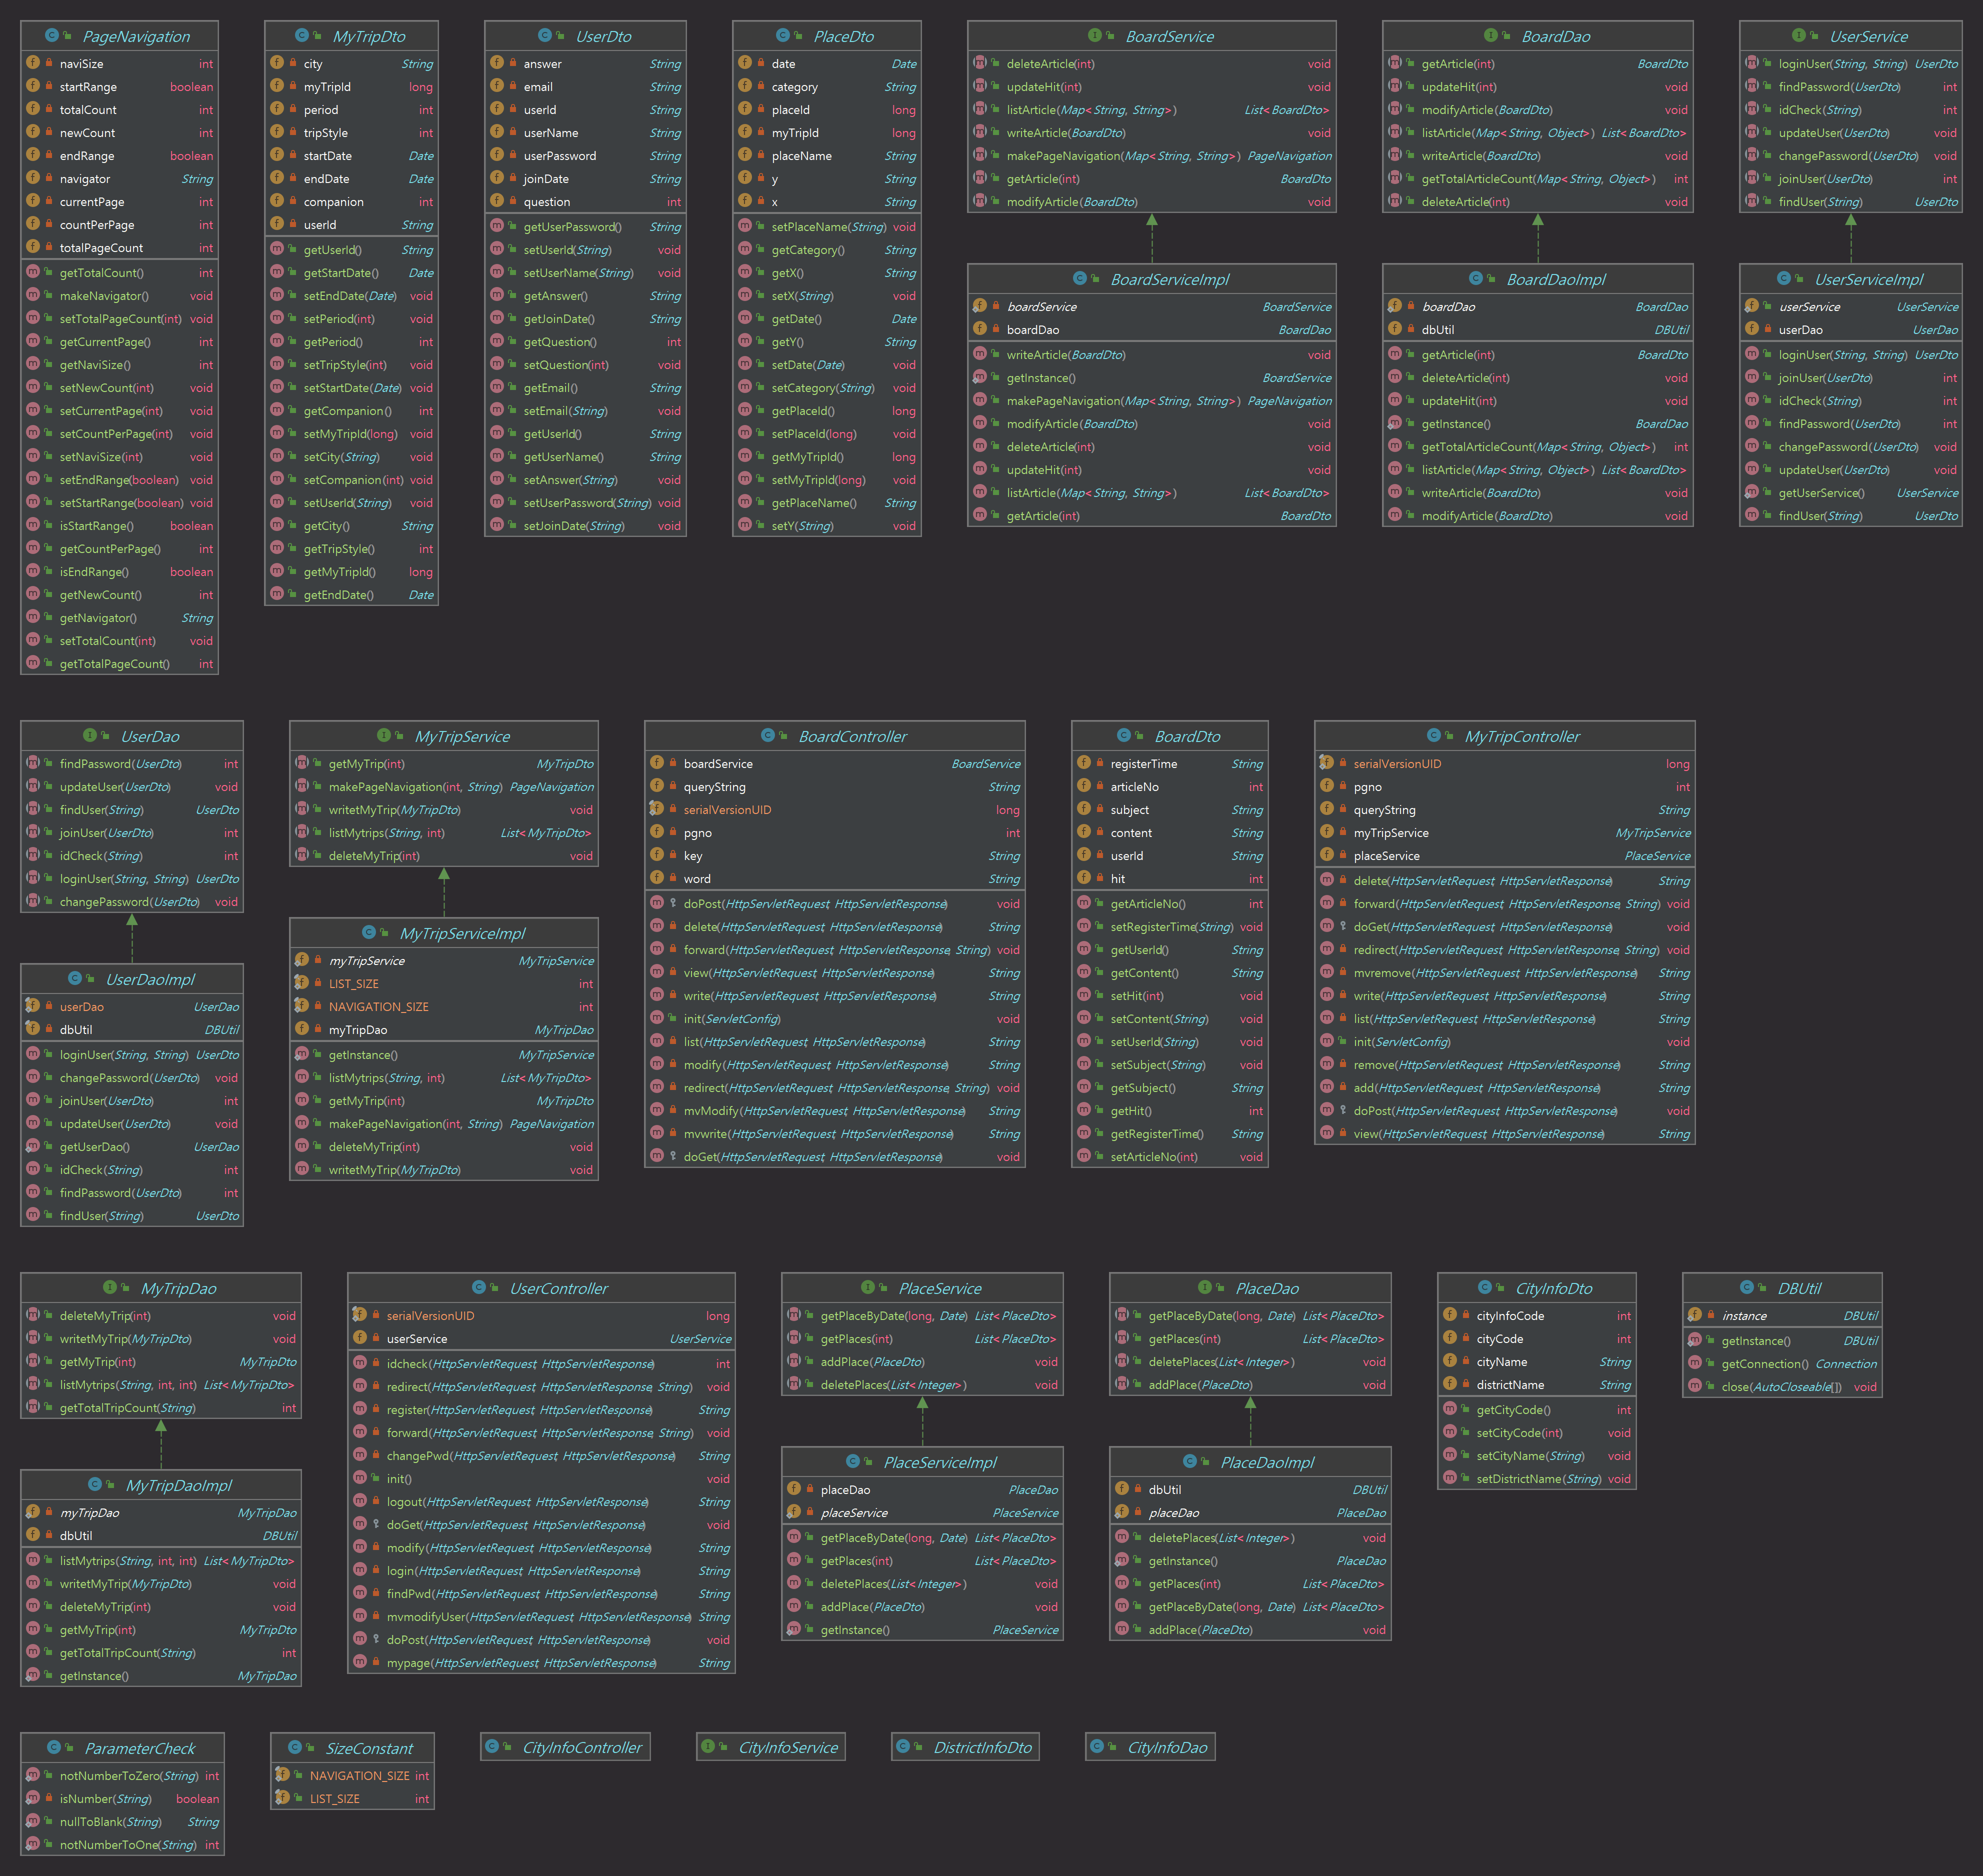 PageNavigation
naviSize int
startRange boolean
totalCount int
newCount int
endRange boolean
navigator String
currentPage int
countPerPage int
totalPageCount int
getTotalCount() int
makeNavigator() void
setTotalPageCount(int) void
getCurrentPage() int
getNaviSize() int
setNewCount(int) void
setCurrentPage(int) void
setCountPerPage(int) void
setNaviSize(int) void
setEndRange(boolean) void
setStartRange(boolean) void
isStartRange() boolean
getCountPerPage() int
isEndRange() boolean
getNewCount() int
getNavigator() String
setTotalCount(int) void
getTotalPageCount() int
MyTripDto
city String
myTripId long
period int
tripStyle int
startDate Date
endDate Date
companion int
userId String
getUserId() String
getStartDate() Date
setEndDate(Date) void
setPeriod(int) void
getPeriod() int
setTripStyle(int) void
setStartDate(Date) void
getCompanion() int
setMyTripId(long) void
setCity(String) void
setCompanion(int) void
setUserId(String) void
getCity() String
getTripStyle() int
getMyTripId() long
getEndDate() Date
UserDto
answer String
email String
userId String
userName String
userPassword String
joinDate String
question int
getUserPassword() String
setUserId(String) void
setUserName(String) void
getAnswer() String
getJoinDate() String
getQuestion() int
setQuestion(int) void
getEmail() String
setEmail(String) void
getUserId() String
getUserName() String
setAnswer(String) void
setUserPassword(String) void
setJoinDate(String) void
PlaceDto
date Date
category String
placeId long
myTripId long
placeName String
y String
x String
setPlaceName(String) void
getCategory() String
getX() String
setX(String) void
getDate() Date
getY() String
setDate(Date) void
setCategory(String) void
getPlaceId() long
setPlaceId(long) void
getMyTripId() long
setMyTripId(long) void
getPlaceName() String
setY(String) void
BoardService
deleteArticle(int) void
updateHit(int) void
listArticle(Map<String, String>) List<BoardDto>
writeArticle(BoardDto) void
makePageNavigation(Map<String, String>) PageNavigation
getArticle(int) BoardDto
modifyArticle(BoardDto) void
BoardServiceImpl
boardService BoardService
boardDao BoardDao
writeArticle(BoardDto) void
getInstance() BoardService
makePageNavigation(Map<String, String>) PageNavigation
modifyArticle(BoardDto) void
deleteArticle(int) void
updateHit(int) void
listArticle(Map<String, String>) List<BoardDto>
getArticle(int) BoardDto
BoardDao
getArticle(int) BoardDto
updateHit(int) void
modifyArticle(BoardDto) void
listArticle(Map<String, Object>) List<BoardDto>
writeArticle(BoardDto) void
getTotalArticleCount(Map<String, Object>) int
deleteArticle(int) void
BoardDaoImpl
boardDao BoardDao
dbUtil DBUtil
getArticle(int) BoardDto
deleteArticle(int) void
updateHit(int) void
getInstance() BoardDao
getTotalArticleCount(Map<String, Object>) int
listArticle(Map<String, Object>) List<BoardDto>
writeArticle(BoardDto) void
modifyArticle(BoardDto) void
UserService
loginUser(String, String) UserDto
findPassword(UserDto) int
idCheck(String) int
updateUser(UserDto) void
changePassword(UserDto) void
joinUser(UserDto) int
findUser(String) UserDto
UserServiceImpl
userService UserService
userDao UserDao
loginUser(String, String) UserDto
joinUser(UserDto) int
idCheck(String) int
findPassword(UserDto) int
changePassword(UserDto) void
updateUser(UserDto) void
getUserService() UserService
findUser(String) UserDto
UserDao
findPassword(UserDto) int
updateUser(UserDto) void
findUser(String) UserDto
joinUser(UserDto) int
idCheck(String) int
loginUser(String, String) UserDto
changePassword(UserDto) void
UserDaoImpl
userDao UserDao
dbUtil DBUtil
loginUser(String, String) UserDto
changePassword(UserDto) void
joinUser(UserDto) int
updateUser(UserDto) void
getUserDao() UserDao
idCheck(String) int
findPassword(UserDto) int
findUser(String) UserDto
MyTripService
getMyTrip(int) MyTripDto
makePageNavigation(int, String) PageNavigation
writetMyTrip(MyTripDto) void
listMytrips(String, int) List<MyTripDto>
deleteMyTrip(int) void
MyTripServiceImpl
myTripService MyTripService
LIST_SIZE int
NAVIGATION_SIZE int
myTripDao MyTripDao
getInstance() MyTripService
listMytrips(String, int) List<MyTripDto>
getMyTrip(int) MyTripDto
makePageNavigation(int, String) PageNavigation
deleteMyTrip(int) void
writetMyTrip(MyTripDto) void
BoardController
boardService BoardService
queryString String
serialVersionUID long
pgno int
key String
word String
doPost(HttpServletRequest, HttpServletResponse) void
delete(HttpServletRequest, HttpServletResponse) String
forward(HttpServletRequest, HttpServletResponse, String) void
view(HttpServletRequest, HttpServletResponse) String
write(HttpServletRequest, HttpServletResponse) String
init(ServletConfig) void
list(HttpServletRequest, HttpServletResponse) String
modify(HttpServletRequest, HttpServletResponse) String
redirect(HttpServletRequest, HttpServletResponse, String) void
mvModify(HttpServletRequest, HttpServletResponse) String
mvwrite(HttpServletRequest, HttpServletResponse) String
doGet(HttpServletRequest, HttpServletResponse) void
BoardDto
registerTime String
articleNo int
subject String
content String
userId String
hit int
getArticleNo() int
setRegisterTime(String) void
getUserId() String
getContent() String
setHit(int) void
setContent(String) void
setUserId(String) void
setSubject(String) void
getSubject() String
getHit() int
getRegisterTime() String
setArticleNo(int) void
MyTripController
serialVersionUID long
pgno int
queryString String
myTripService MyTripService
placeService PlaceService
delete(HttpServletRequest, HttpServletResponse) String
forward(HttpServletRequest, HttpServletResponse, String) void
doGet(HttpServletRequest, HttpServletResponse) void
redirect(HttpServletRequest, HttpServletResponse, String) void
mvremove(HttpServletRequest, HttpServletResponse) String
write(HttpServletRequest, HttpServletResponse) String
list(HttpServletRequest, HttpServletResponse) String
init(ServletConfig) void
remove(HttpServletRequest, HttpServletResponse) String
add(HttpServletRequest, HttpServletResponse) String
doPost(HttpServletRequest, HttpServletResponse) void
view(HttpServletRequest, HttpServletResponse) String
MyTripDao
deleteMyTrip(int) void
writetMyTrip(MyTripDto) void
getMyTrip(int) MyTripDto
listMytrips(String, int, int) List<MyTripDto>
getTotalTripCount(String) int
MyTripDaoImpl
myTripDao MyTripDao
dbUtil DBUtil
listMytrips(String, int, int) List<MyTripDto>
writetMyTrip(MyTripDto) void
deleteMyTrip(int) void
getMyTrip(int) MyTripDto
getTotalTripCount(String) int
getInstance() MyTripDao
UserController
serialVersionUID long
userService UserService
idcheck(HttpServletRequest, HttpServletResponse) int
redirect(HttpServletRequest, HttpServletResponse, String) void
register(HttpServletRequest, HttpServletResponse) String
forward(HttpServletRequest, HttpServletResponse, String) void
changePwd(HttpServletRequest, HttpServletResponse) String
init() void
logout(HttpServletRequest, HttpServletResponse) String
doGet(HttpServletRequest, HttpServletResponse) void
modify(HttpServletRequest, HttpServletResponse) String
login(HttpServletRequest, HttpServletResponse) String
findPwd(HttpServletRequest, HttpServletResponse) String
mvmodifyUser(HttpServletRequest, HttpServletResponse) String
doPost(HttpServletRequest, HttpServletResponse) void
mypage(HttpServletRequest, HttpServletResponse) String
PlaceService
getPlaceByDate(long, Date) List<PlaceDto>
getPlaces(int) List<PlaceDto>
addPlace(PlaceDto) void
deletePlaces(List<Integer>) void
PlaceServiceImpl
placeDao PlaceDao
placeService PlaceService
getPlaceByDate(long, Date) List<PlaceDto>
getPlaces(int) List<PlaceDto>
deletePlaces(List<Integer>) void
addPlace(PlaceDto) void
getInstance() PlaceService
PlaceDao
getPlaceByDate(long, Date) List<PlaceDto>
getPlaces(int) List<PlaceDto>
deletePlaces(List<Integer>) void
addPlace(PlaceDto) void
PlaceDaoImpl
dbUtil DBUtil
placeDao PlaceDao
deletePlaces(List<Integer>) void
getInstance() PlaceDao
getPlaces(int) List<PlaceDto>
getPlaceByDate(long, Date) List<PlaceDto>
addPlace(PlaceDto) void
CityInfoDto
cityInfoCode int
cityCode int
cityName String
districtName String
getCityCode() int
setCityCode(int) void
setCityName(String) void
setDistrictName(String) void
DBUtil
instance DBUtil
getInstance() DBUtil
getConnection() Connection
close(AutoCloseable[]) void
ParameterCheck
notNumberToZero(String) int
isNumber(String) boolean
nullToBlank(String) String
notNumberToOne(String) int
SizeConstant
NAVIGATION_SIZE int
LIST_SIZE int
CityInfoController
CityInfoService
DistrictInfoDto
CityInfoDao